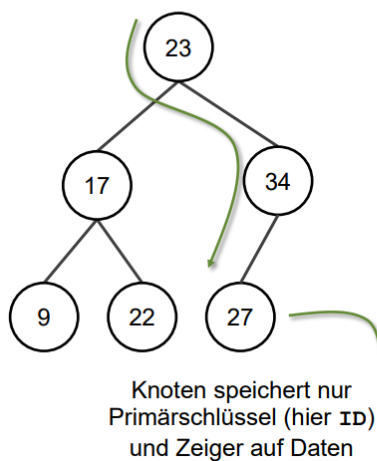 23
17
34
9
22
27
Knoten speichert nur
Primärschlüssel (hier ID)
und Zeiger auf Daten